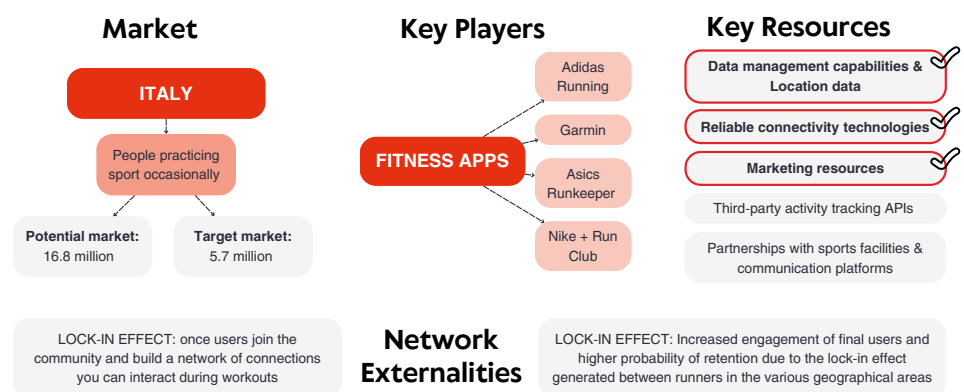 Market
ITALY
People practicing
sport occasionally
Potential market:
16.8 million
Target market:
5.7 million
Key Players
FITNESS APPS
Adidas
Running
Garmin
Asics
Runkeeper
Nike + Run
Club
Key Resources
Data management capabilities &
Location data
Reliable connectivity technologies
Marketing resources
Third-party activity tracking APIs
Partnerships with sports facilities &
communication platforms
LOCK-IN EFFECT: once users join the
community and build a network of connections
you can interact during workouts
Network
Externalities
LOCK-IN EFFECT: Increased engagement of final users and
higher probability of retention due to the lock-in effect
generated between runners in the various geographical areas